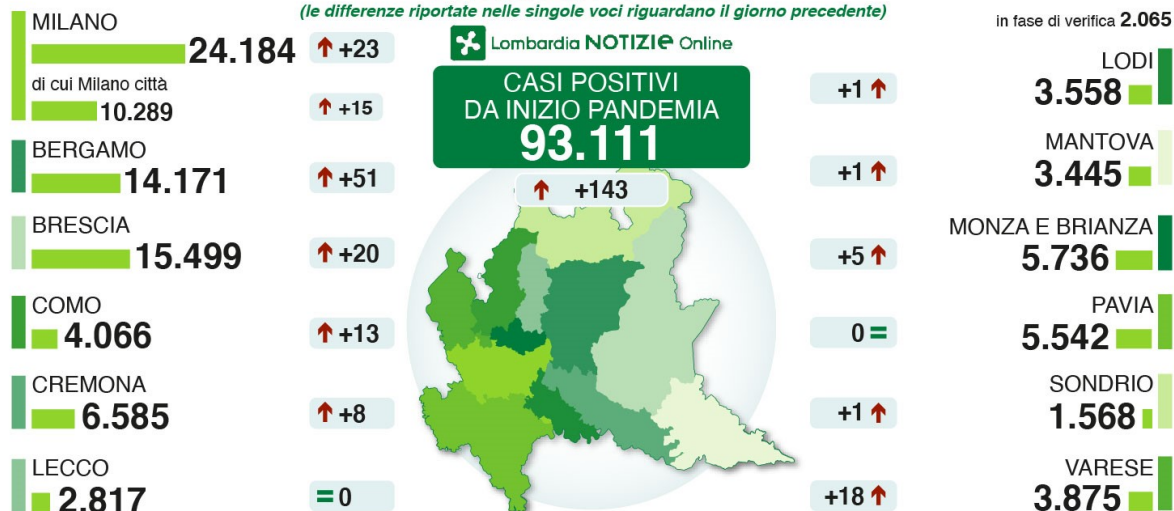 (le differenze riportate nelle singole voci riguardano il giorno precedente)
Lombardia NOTIZIE Online
CASI POSITIVI
DA INIZIO PANDEMIA
93.111
+143
MILANO
24.184 +23
di cui Milano città
10.289 +15
BERGAMO
14.171 +51
BRESCIA
15.499 +20
COMO
4.066 +13
CREMONA
6.585 +8
LECCO
2.817 = 0
in fase di verifica 2.065
LODI
+1 3.558
MANTOVA
+1 3.445
MONZA E BRIANZA
+5 5.736
PAVIA
0 = 5.542
SONDRIO
+1 1.568
VARESE
+18 3.875